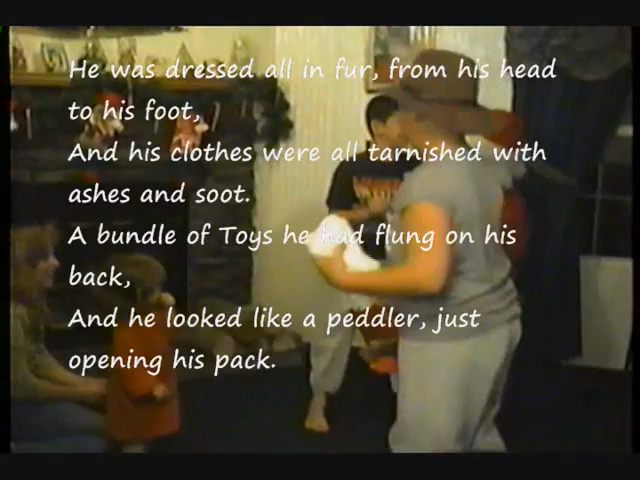 He was dressed all in fur, from his head
to his foot,
And his clothes were all tarnished with
ashes and soot.
A bundle of Toys he had flung on his
back,
And he looked like a peddler, just
opening his pack.